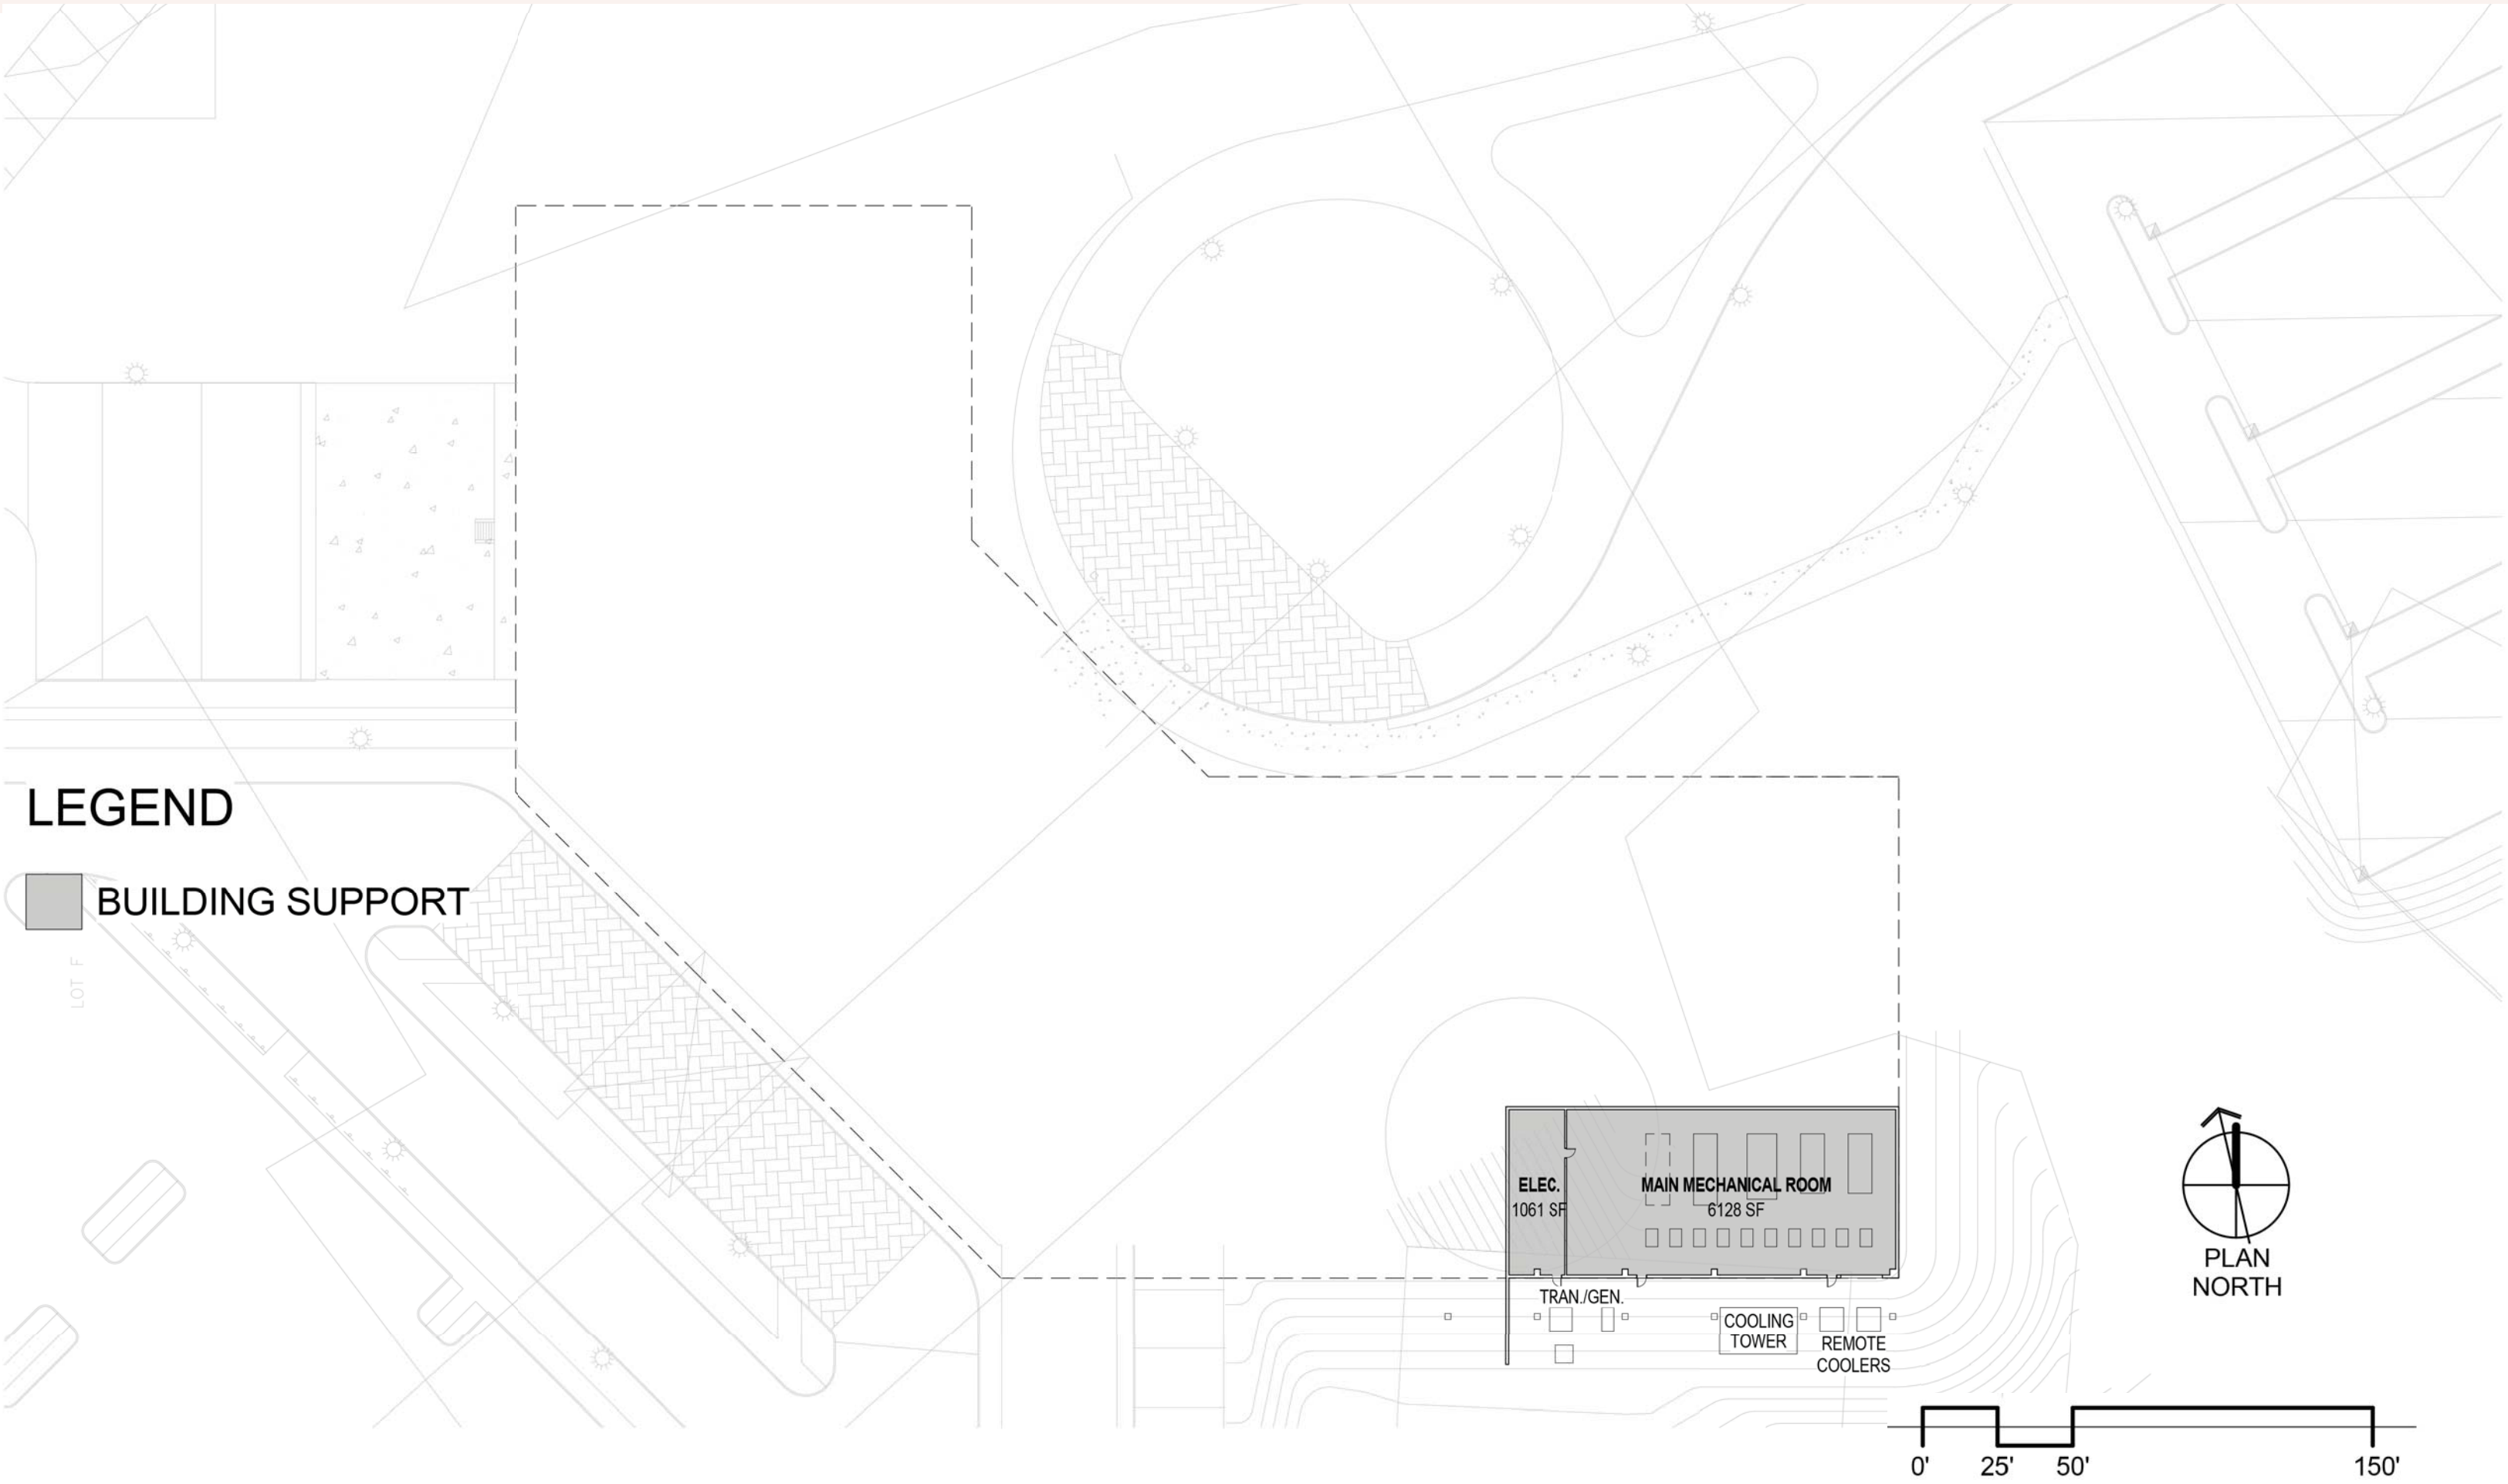 LEGEND
BUILDING SUPPORT
LOT F
ELEC.
1061 SF
MAIN MECHANICAL ROOM
6128 SF
TRAN./GEN.
COOLING
TOWER
REMOTE
COOLERS
PLAN
NORTH
0' 25' 50' 150'